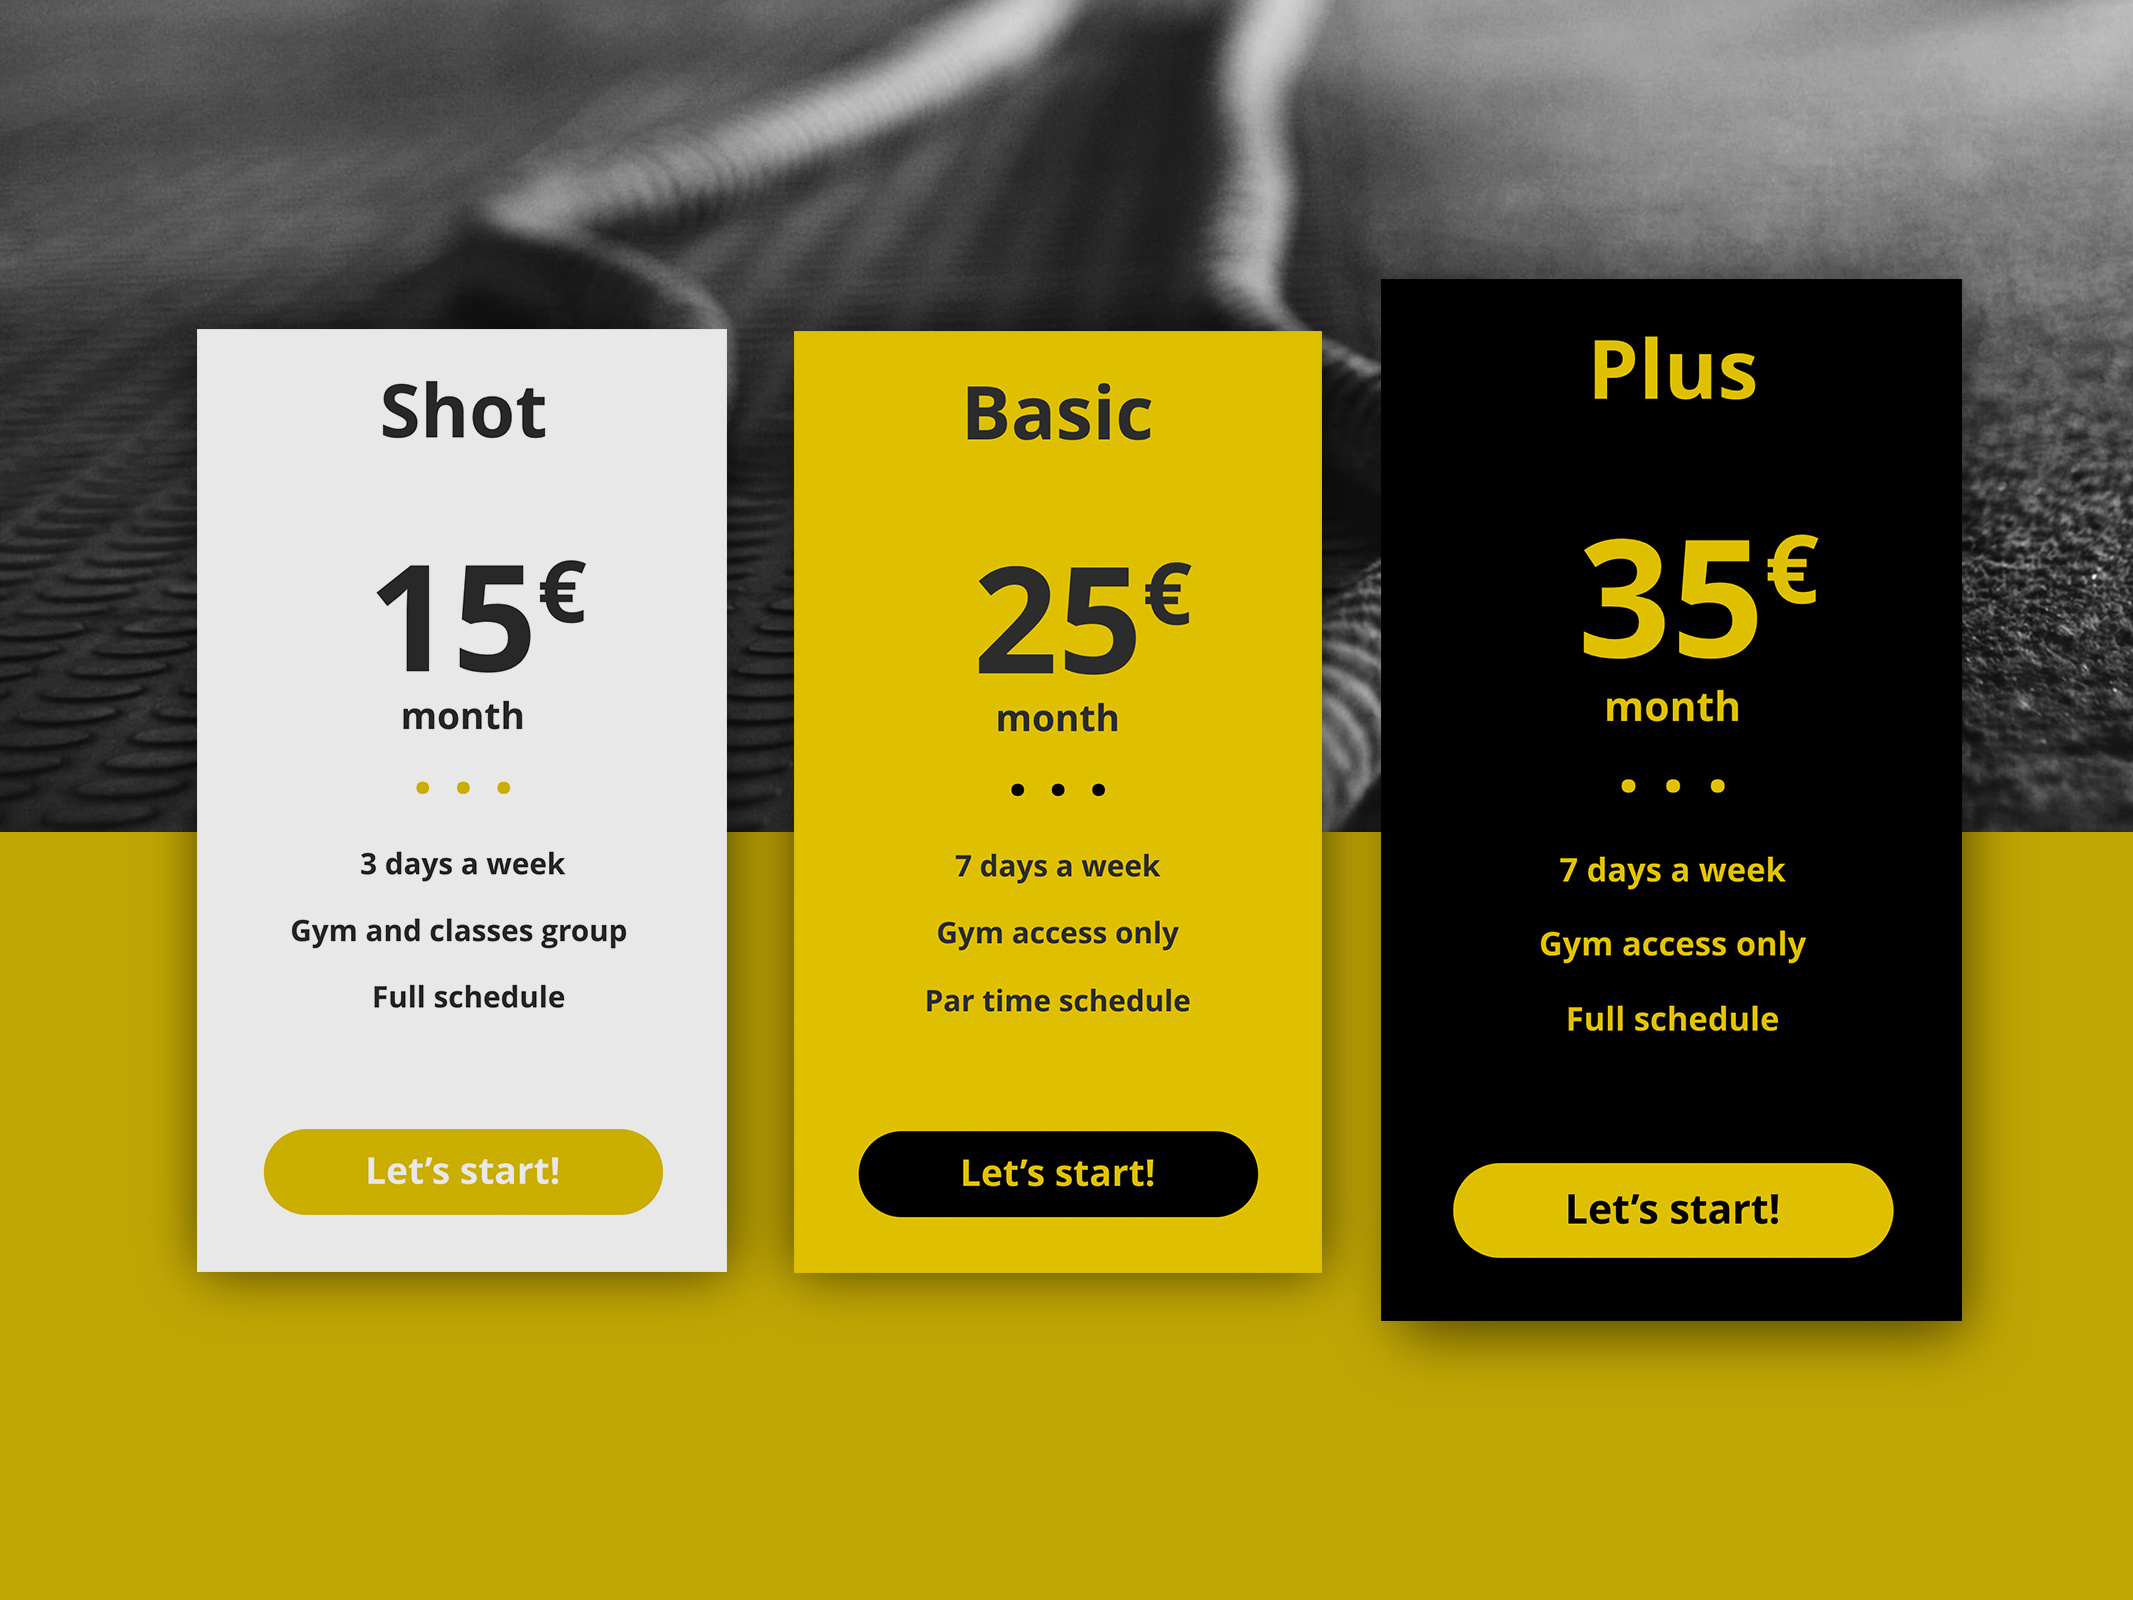 Shot
15€
month
3 days a week
Gym and classes group
Full schedule
Let’s start!
Basic
25€
month
7 days a week
Gym access only
Par time schedule
Let’s start!
Plus
35€
month
7 days a week
Gym access only
Full schedule
Let’s start!